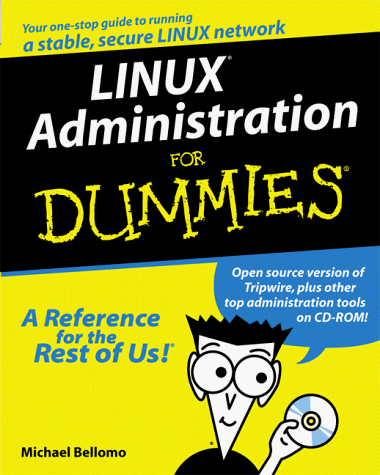 Your one-stop guide to running
a stable, secure LINUX network
LINUX®
Administration
FOR
DUMMIES®
Open source version of
Tripwire, plus other
top administration tools
on CD-ROM!
A Reference
for the
Rest of Us!®
Michael Bellomo